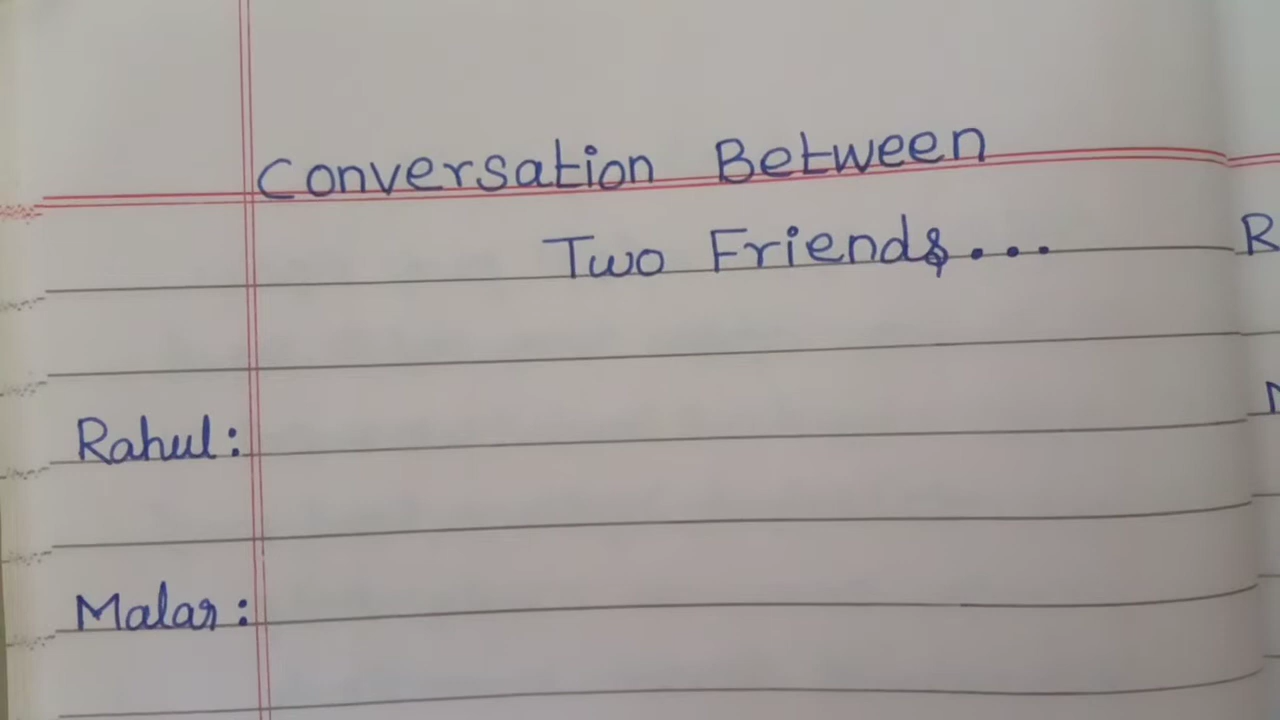 Conversation Between
Two Friends...
Rahul:
Malar:
R